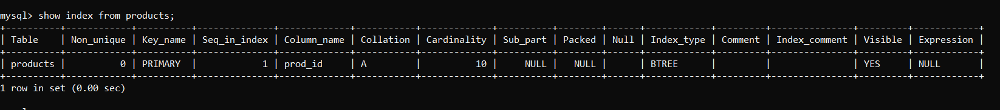 mysql> show index from products;
+----------+------------+----------+--------------+-------------+-----------+-------------+----------+--------+------+------------+---------+---------------+---------+------------+
| Table    | Non_unique | Key_name | Seq_in_index | Column_name | Collation | Cardinality | Sub_part | Packed | Null | Index_type | Comment | Index_comment | Visible | Expression |
+----------+------------+----------+--------------+-------------+-----------+-------------+----------+--------+------+------------+---------+---------------+---------+------------+
| products |          0 | PRIMARY  |            1 | prod_id     | A         |          10 |     NULL |   NULL |      | BTREE      |         |               | YES     | NULL       |
+----------+------------+----------+--------------+-------------+-----------+-------------+----------+--------+------+------------+---------+---------------+---------+------------+
1 row in set (0.00 sec)